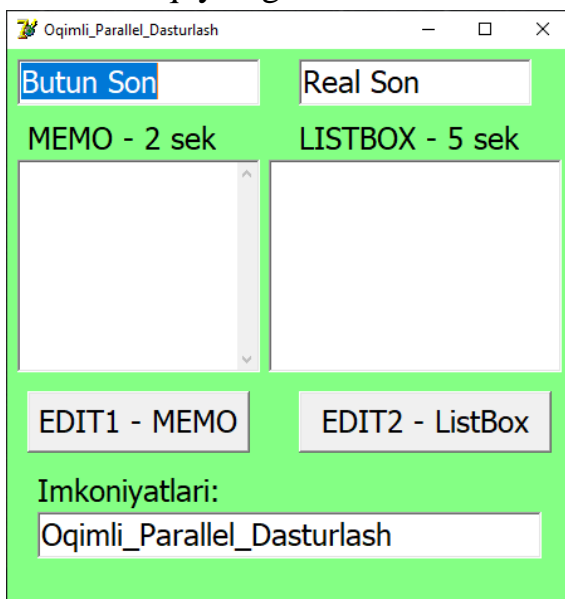 Oqimli_Parallel_Dasturlash
Butun Son Real Son
MEMO - 2 sek LISTBOX - 5 sek
EDIT1 - MEMO EDIT2 - ListBox
Imkoniyatlari:
Oqimli_Parallel_Dasturlash